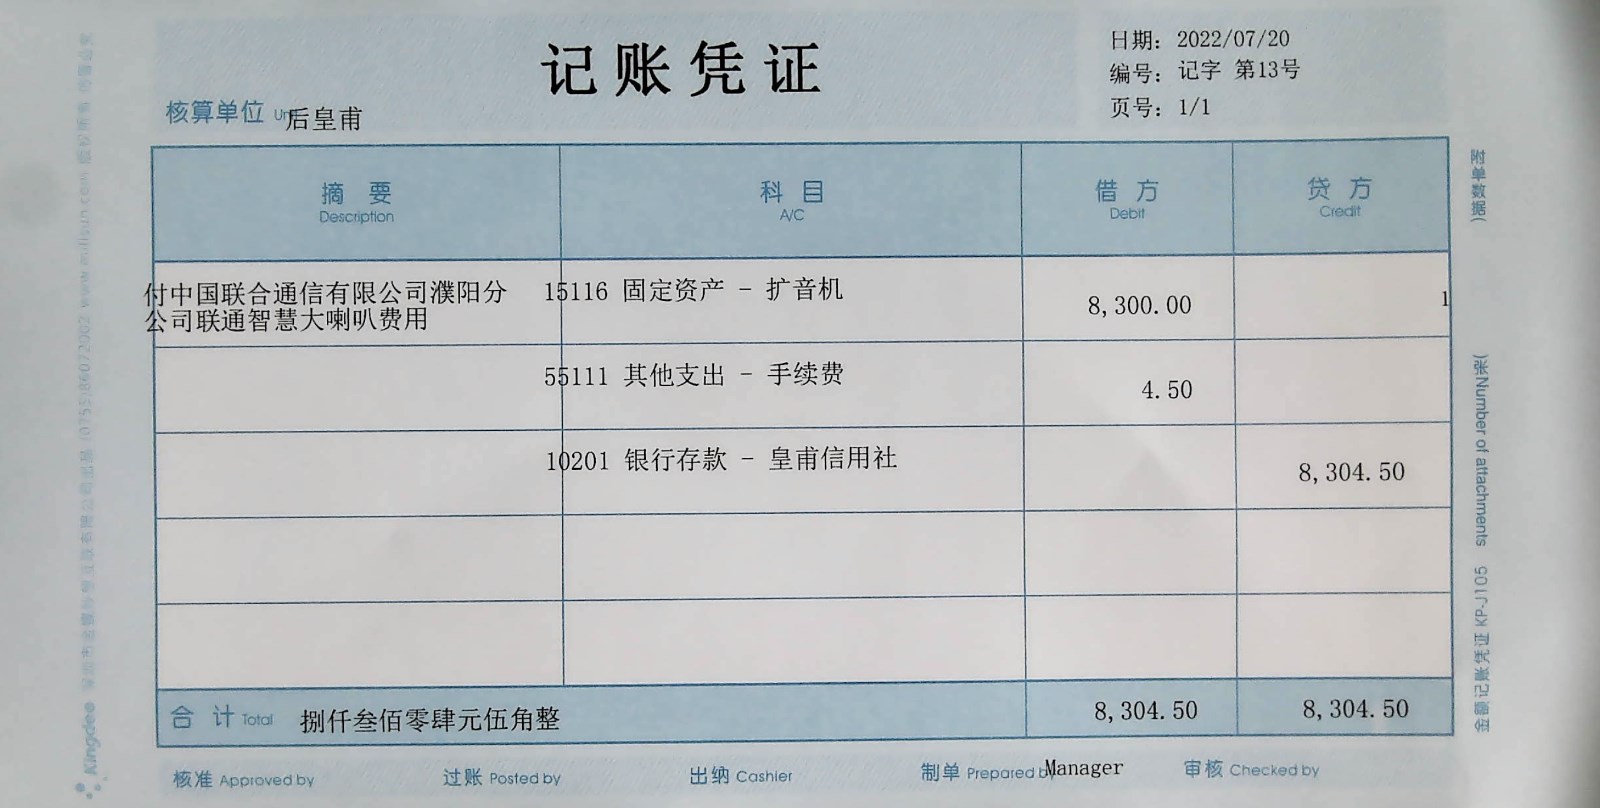 记账凭证
日期: 2022/07/20
编号: 记字 第13号
页号: 1/1
核算单位 后皇甫
摘要 科目 借方 贷方
Description A/C Debit Credit
付中国联合通信有限公司濮阳分 15116 固定资产 - 扩音机 8,300.00 1
公司联通智慧大喇叭费用
55111 其他支出 - 手续费 4.50
10201 银行存款 - 皇甫信用社 8,304.50
合计 Total 捌仟叁佰零肆元伍角整 8,304.50 8,304.50
核准 Approved by 过账 Posted by 出纳 Cashier 制单 Prepared by Manager 审核 Checked by
附单数据(
)张Number of attachments
金蝶记账凭证 KP-J105
Kingdee